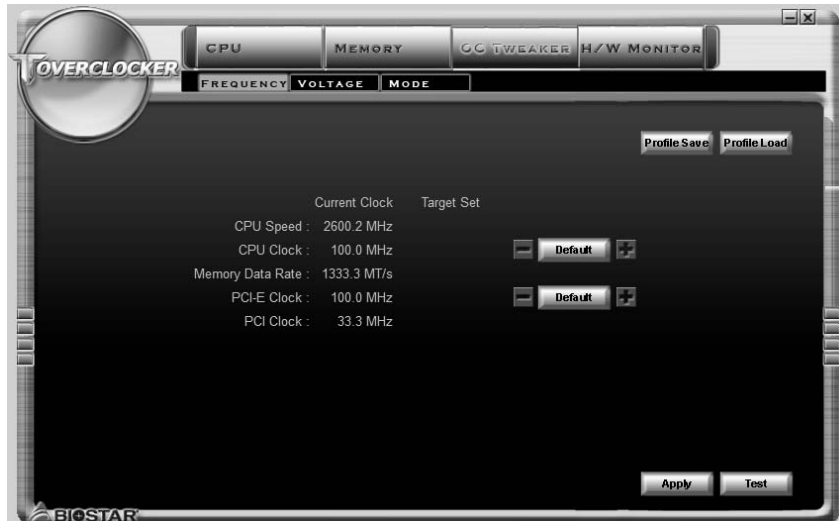 CPU MEMORY OC TWEAKER H/W MONITOR
TOVERCLOCKER
FREQUENCY VOLTAGE MODE
Profile Save Profile Load
Current Clock Target Set
CPU Speed : 2600.2 MHz
CPU Clock : 100.0 MHz Default
Memory Data Rate : 1333.3 MT/s
PCI-E Clock : 100.0 MHz Default
PCI Clock : 33.3 MHz
Apply Test
BIOSTAR